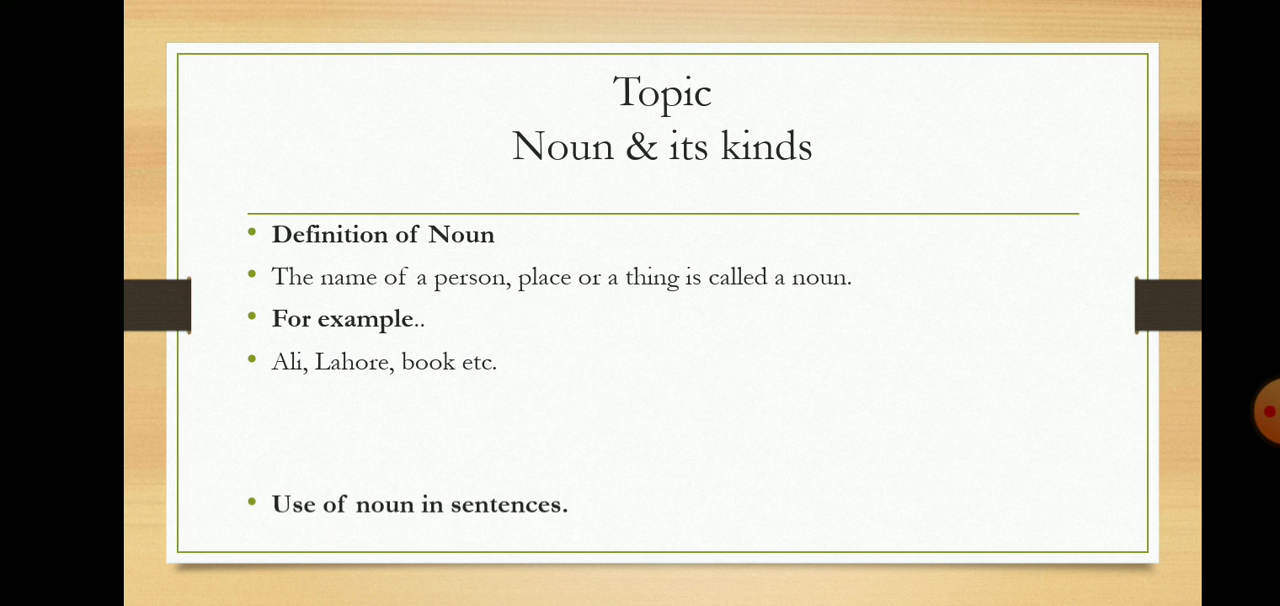 Topic
Noun & its kinds
• Definition of Noun
• The name of a person, place or a thing is called a noun.
• For example..
• Ali, Lahore, book etc.
• Use of noun in sentences.